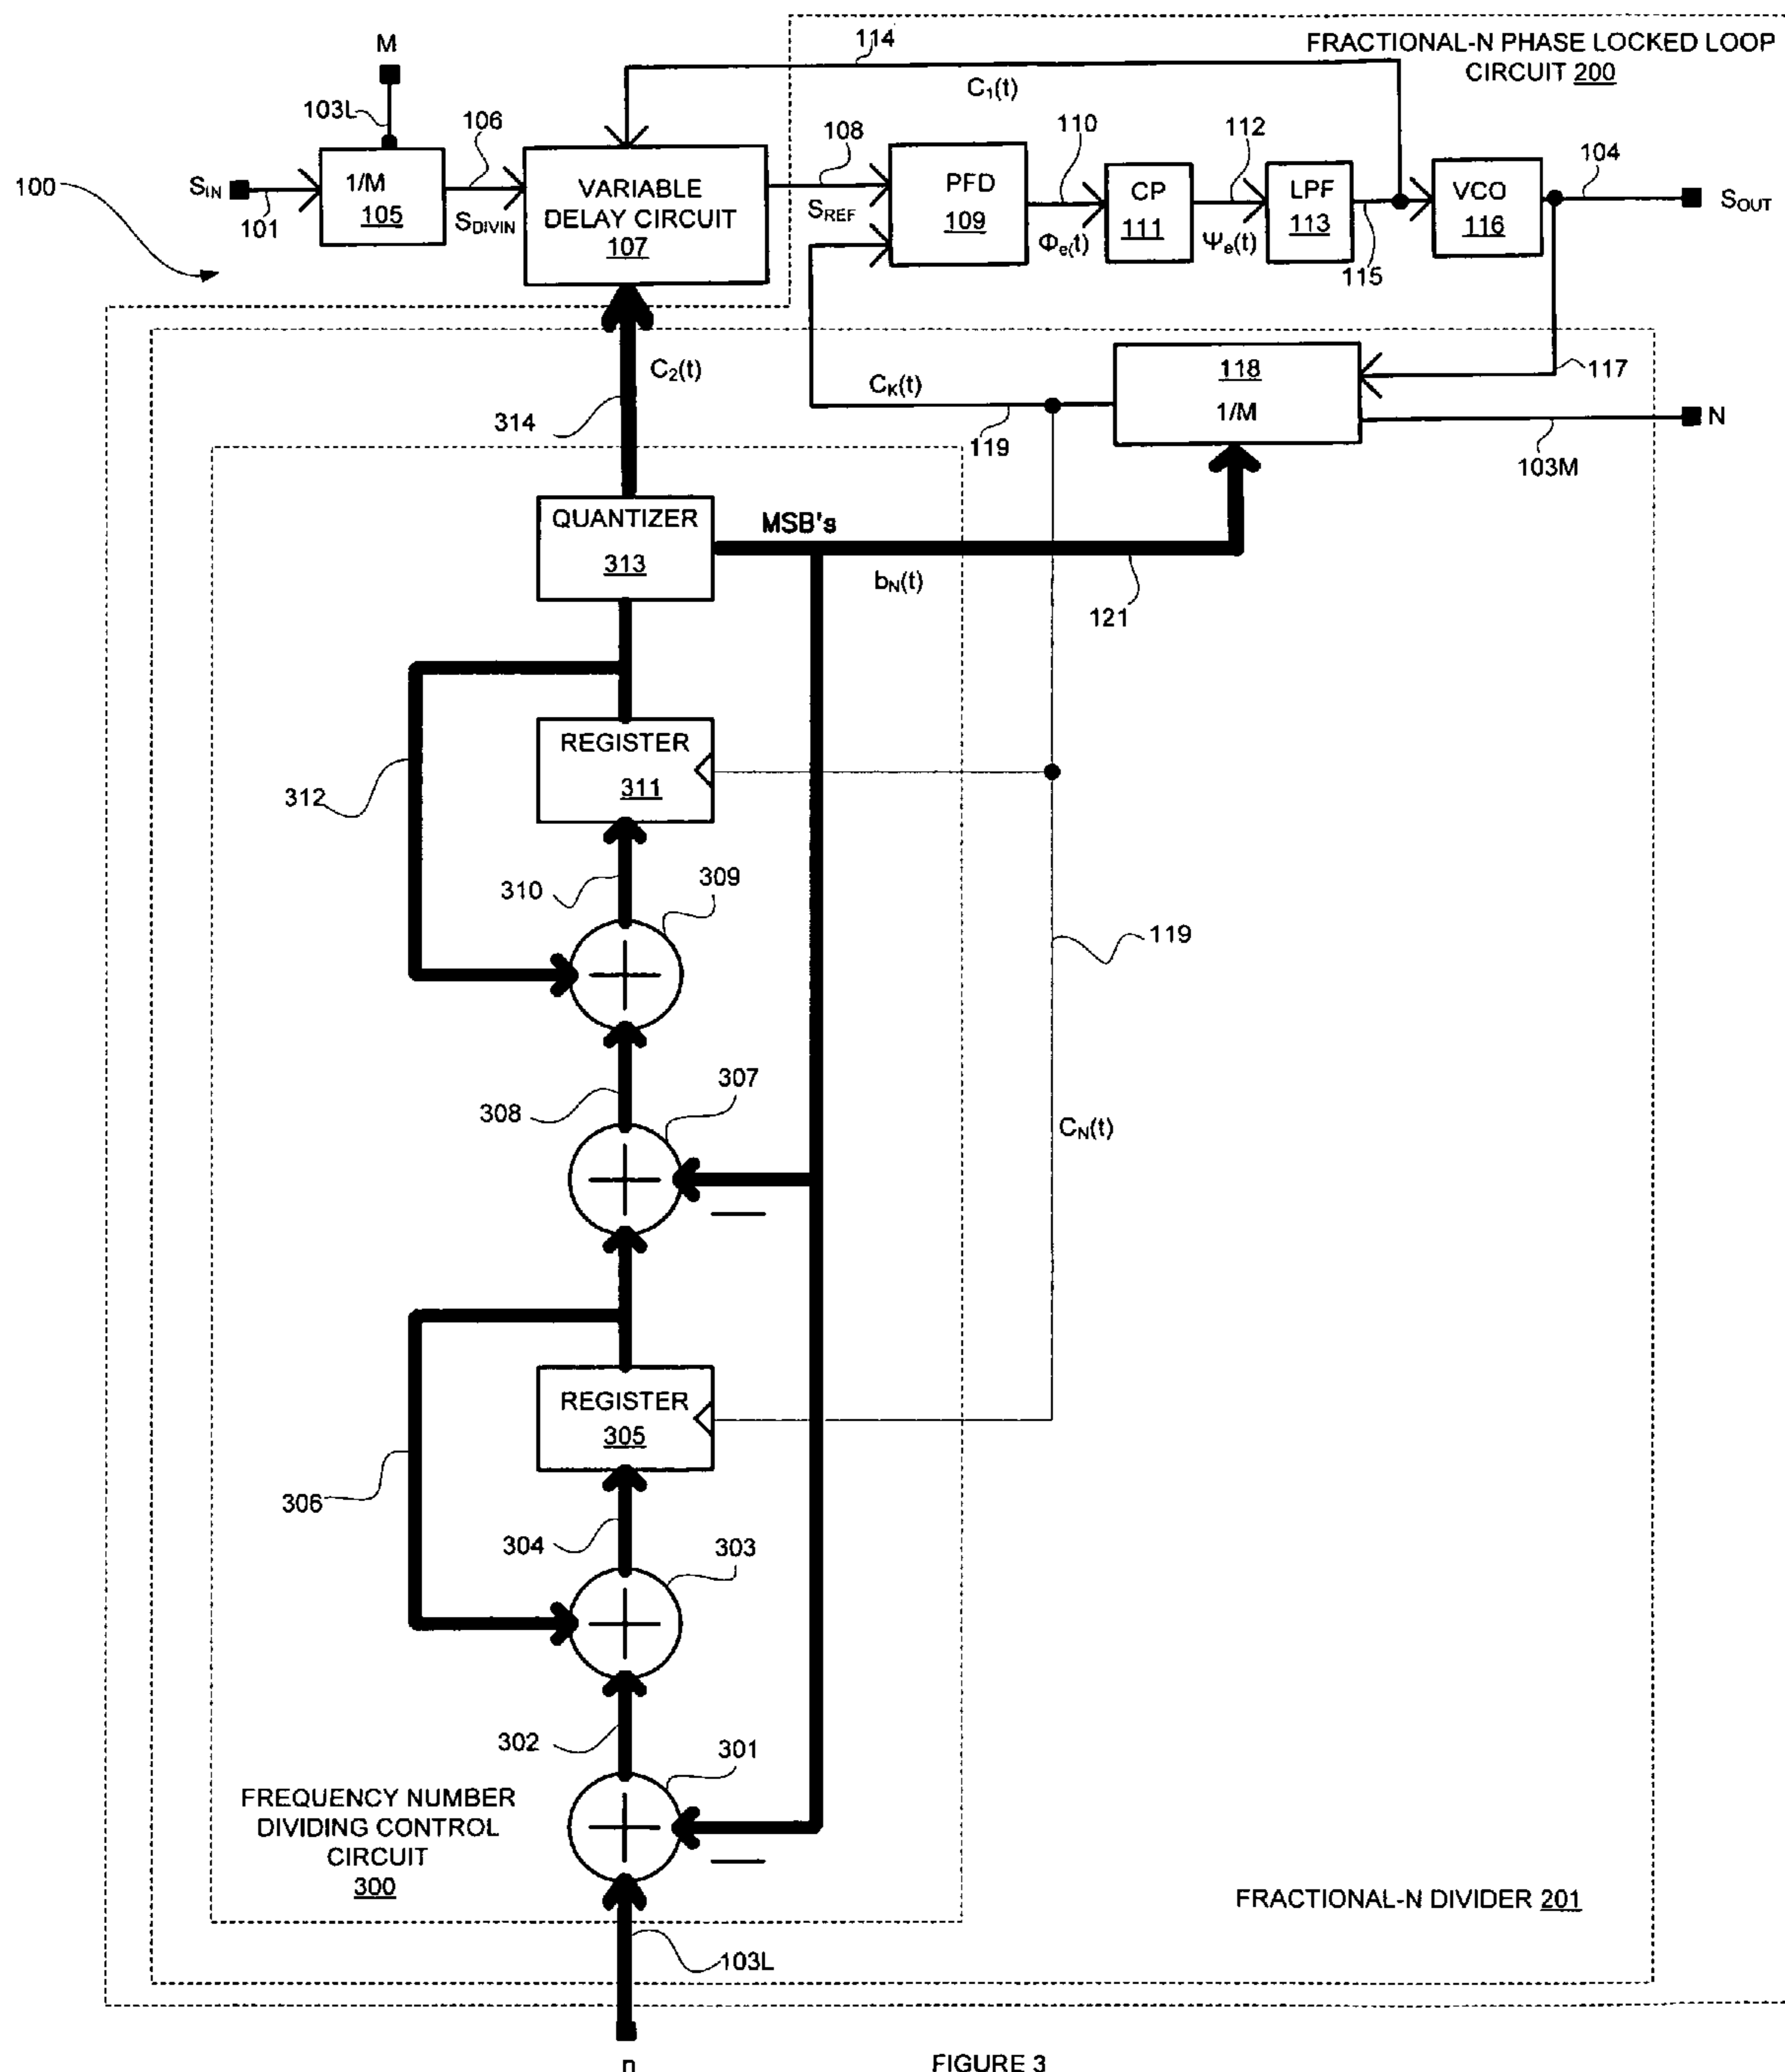 FRACTIONAL-N PHASE LOCKED LOOP
CIRCUIT 200
M
114
C1(t)
103L
106
108
110
112
104
100
SIN
101
1/M
105
SDIVIN
VARIABLE
DELAY CIRCUIT
107
SREF
PFD
109
Φe(t)
CP
111
Ψe(t)
LPF
113
115
VCO
116
SOUT
C2(t)
314
CK(t)
119
118
1/M
117
N
103M
QUANTIZER
313
MSB's
bN(t)
121
312
REGISTER
311
310
309
119
308
307
CN(t)
REGISTER
305
306
304
303
302
301
FREQUENCY NUMBER
DIVIDING CONTROL
CIRCUIT
300
FRACTIONAL-N DIVIDER 201
103L
n
FIGURE 3